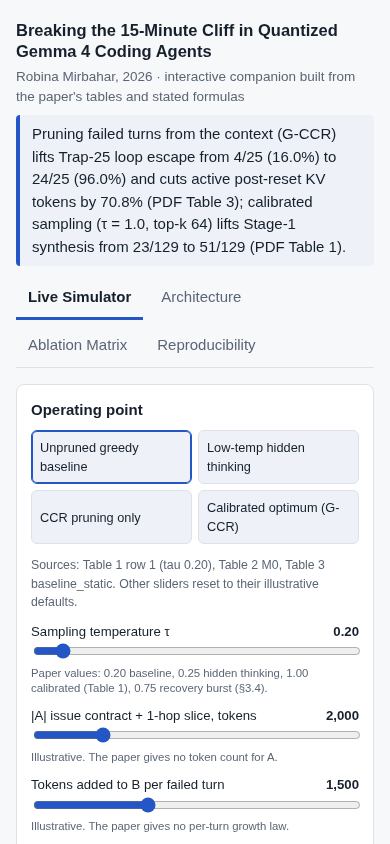 Breaking the 15-Minute Cliff in Quantized
Gemma 4 Coding Agents
Robina Mirbahar, 2026 · interactive companion built from
the paper's tables and stated formulas
Pruning failed turns from the context (G-CCR)
lifts Trap-25 loop escape from 4/25 (16.0%) to
24/25 (96.0%) and cuts active post-reset KV
tokens by 70.8% (PDF Table 3); calibrated
sampling (τ = 1.0, top-k 64) lifts Stage-1
synthesis from 23/129 to 51/129 (PDF Table 1).
Live Simulator
Architecture
Ablation Matrix
Reproducibility
Operating point
Unpruned greedy
baseline
Low-temp hidden
thinking
CCR pruning only
Calibrated optimum (G-
CCR)
Sources: Table 1 row 1 (tau 0.20), Table 2 M0, Table 3
baseline_static. Other sliders reset to their illustrative
defaults.
Sampling temperature τ 0.20
Paper values: 0.20 baseline, 0.25 hidden thinking, 1.00
calibrated (Table 1), 0.75 recovery burst (§3.4).
|A| issue contract + 1-hop slice, tokens 2,000
Illustrative. The paper gives no token count for A.
Tokens added to B per failed turn 1,500
Illustrative. The paper gives no per-turn growth law.